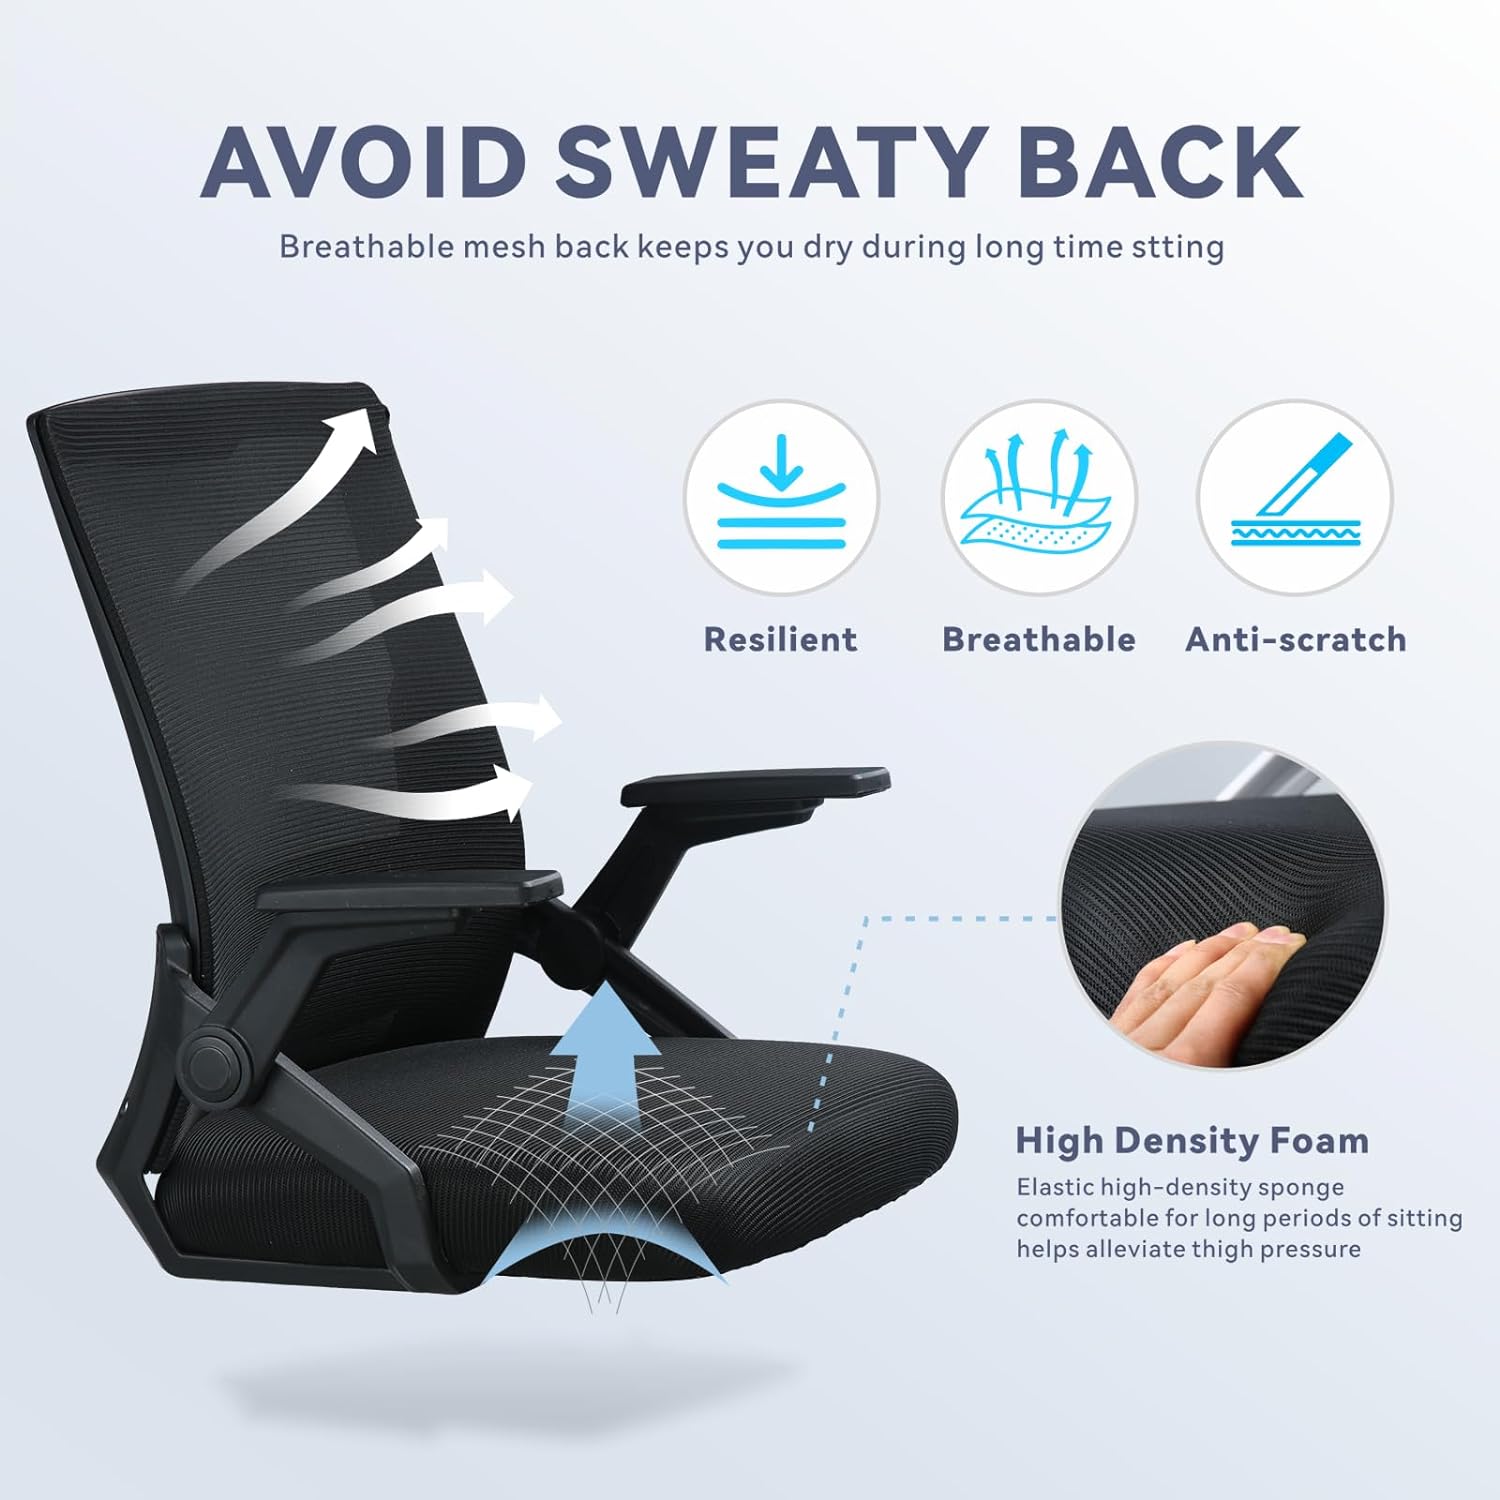 AVOID SWEATY BACK
Breathable mesh back keeps you dry during long time stting
Resilient
Breathable
Anti-scratch
High Density Foam
Elastic high-density sponge
comfortable for long periods of sitting
helps alleviate thigh pressure